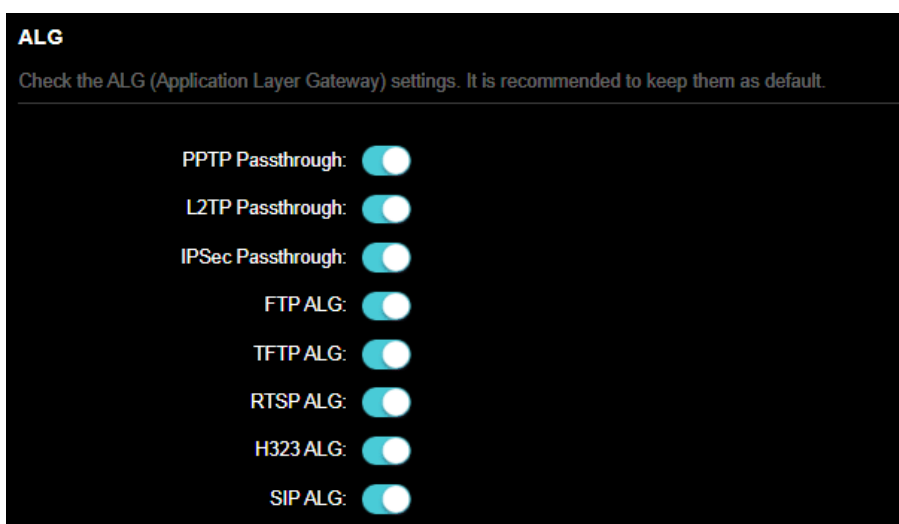 ALG
Check the ALG (Application Layer Gateway) settings. It is recommended to keep them as default.
PPTP Passthrough:
L2TP Passthrough:
IPSec Passthrough:
FTP ALG:
TFTP ALG:
RTSP ALG:
H323 ALG:
SIP ALG: